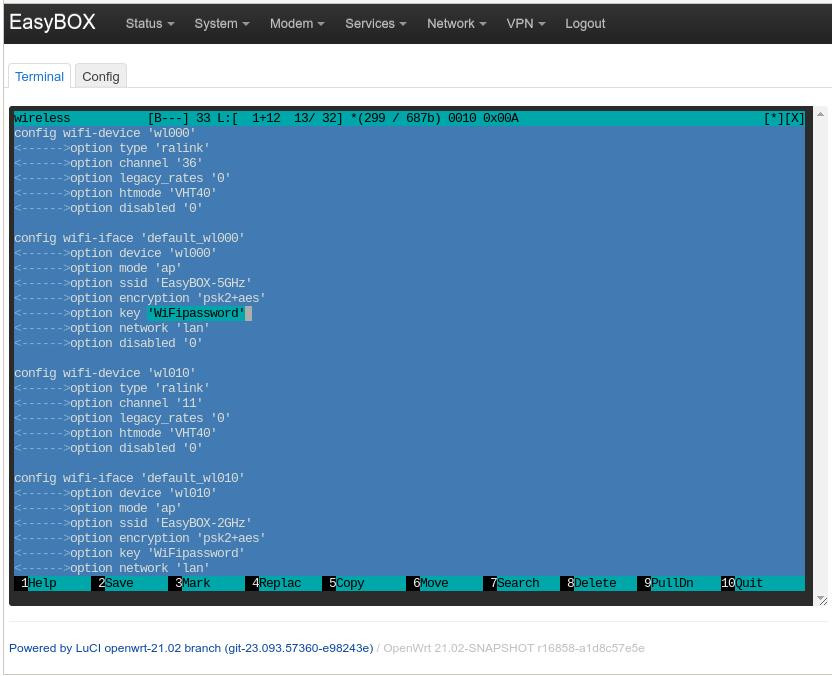 EasyBOX Status System Modem Services Network VPN Logout
Terminal Config
wireless [B---] 33 L:[ 1+12 13/ 32] *(299 / 687b) 0010 0x00A [*][X]
config wifi-device 'wl000'
<------>option type 'ralink'
<------>option channel '36'
<------>option legacy_rates '0'
<------>option htmode 'VHT40'
<------>option disabled '0'
config wifi-iface 'default_wl000'
<------>option device 'wl000'
<------>option mode 'ap'
<------>option ssid 'EasyBOX-5GHz'
<------>option encryption 'psk2+aes'
<------>option key 'WiFipassword'
<------>option network 'lan'
<------>option disabled '0'
config wifi-device 'wl010'
<------>option type 'ralink'
<------>option channel '11'
<------>option legacy_rates '0'
<------>option htmode 'VHT40'
<------>option disabled '0'
config wifi-iface 'default_wl010'
<------>option device 'wl010'
<------>option mode 'ap'
<------>option ssid 'EasyBOX-2GHz'
<------>option encryption 'psk2+aes'
<------>option key 'WiFipassword'
<------>option network 'lan'
1Help 2Save 3Mark 4Replac 5Copy 6Move 7Search 8Delete 9PullDn 10Quit
Powered by LuCI openwrt-21.02 branch (git-23.093.57360-e98243e) / OpenWrt 21.02-SNAPSHOT r16858-a1d8c57e5e